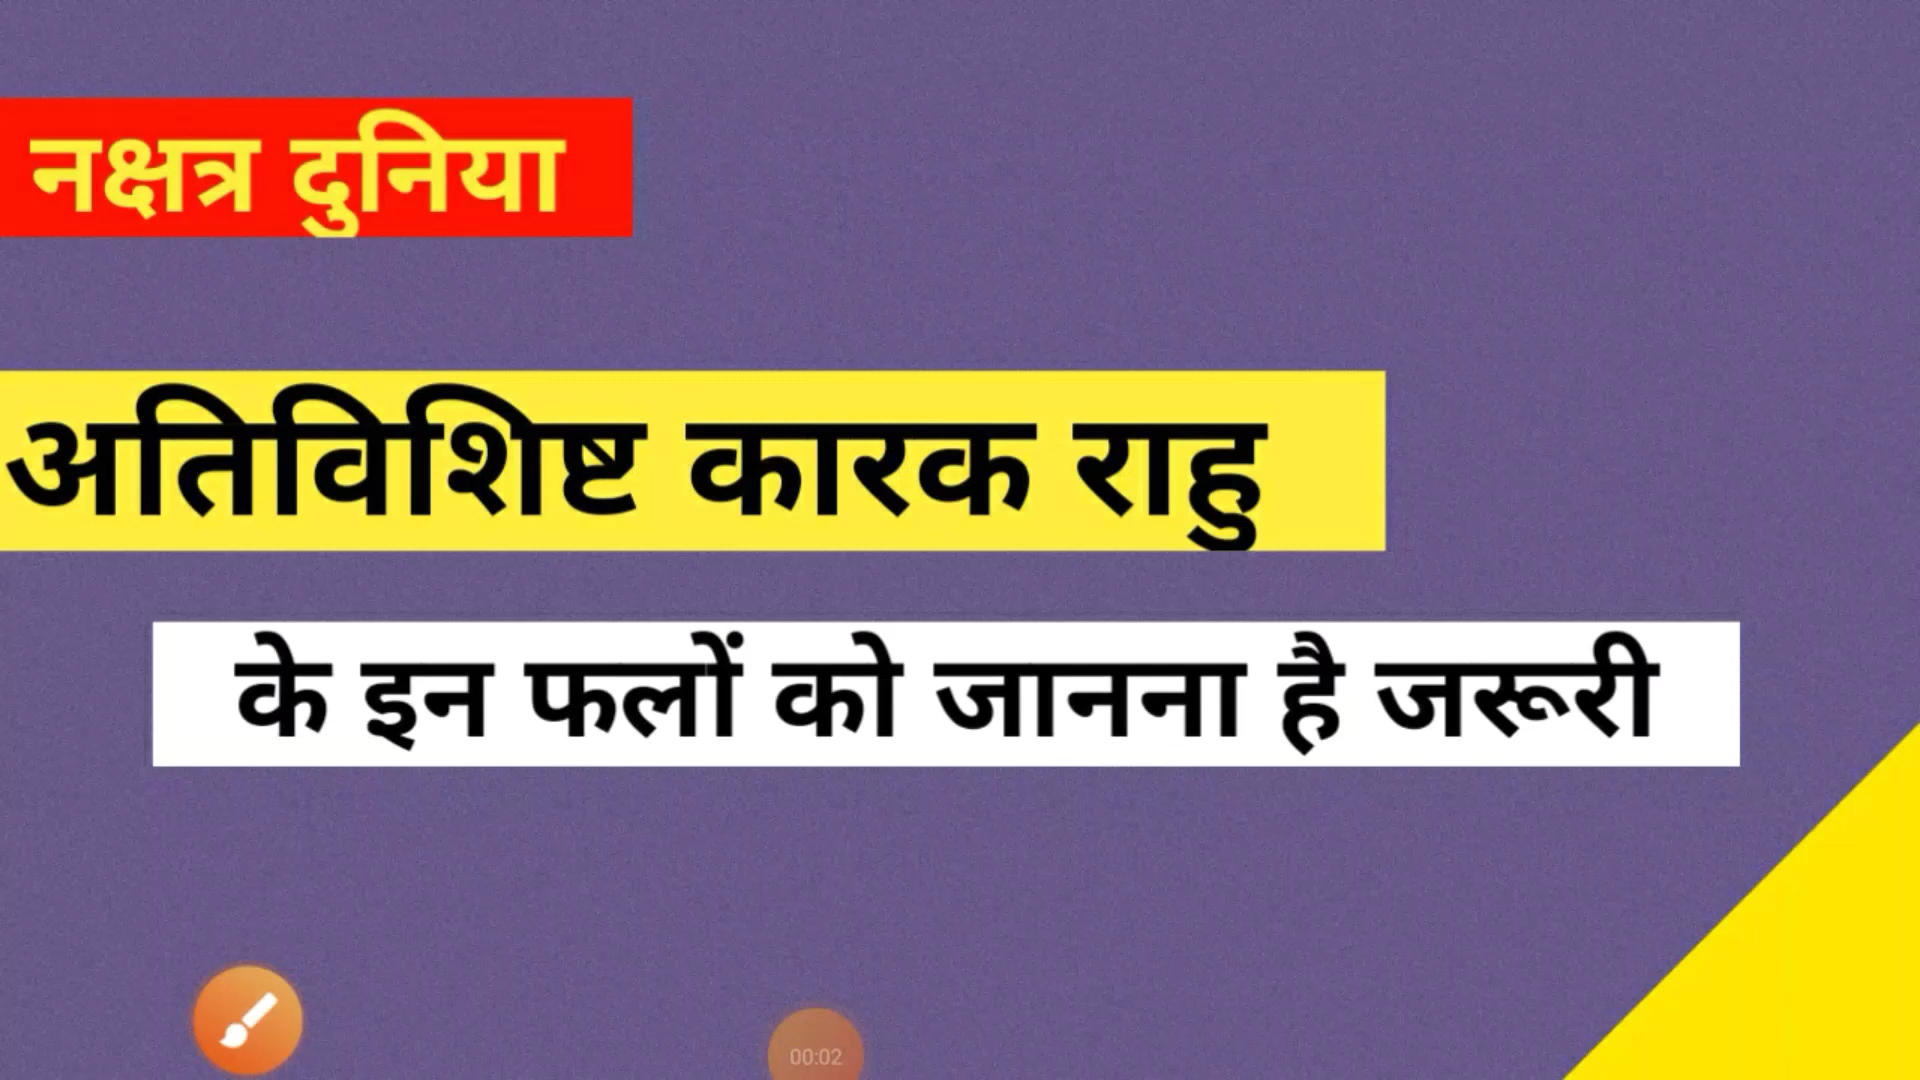 नक्षत्र दुनिया
अतिविशिष्ट कारक राहु
के इन फलों को जानना है जरूरी
00:02